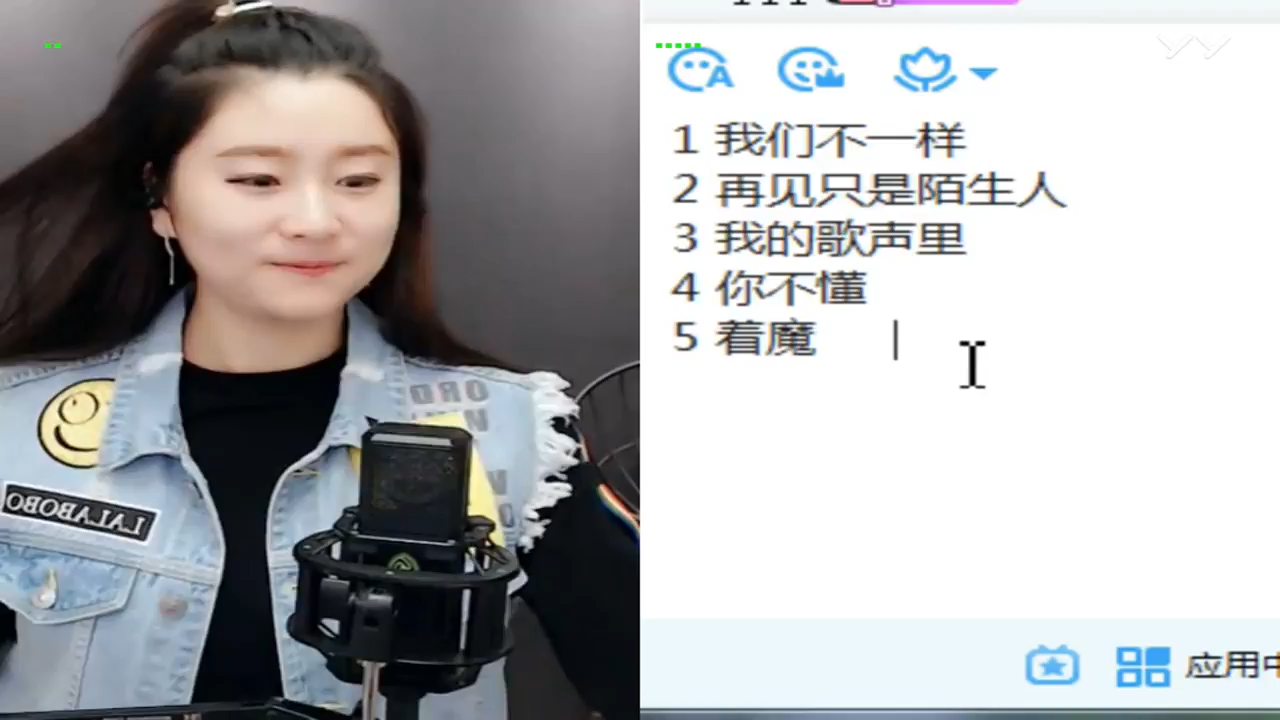 YY
1 我们不一样
2 再见只是陌生人
3 我的歌声里
4 你不懂
5 着魔
LALABOBO
应用中